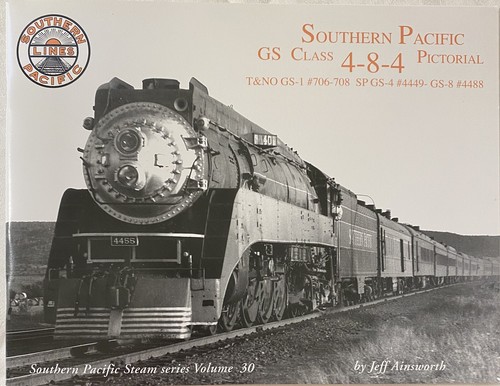 SOUTHERN PACIFIC
GS CLASS 4-8-4 PICTORIAL
T&NO GS-1 #706-708 SP GS-4 #4449- GS-8 #4488
SOUTHERN
LINES
PACIFIC
Southern Pacific Steam series Volume 30
by Jeff Ainsworth